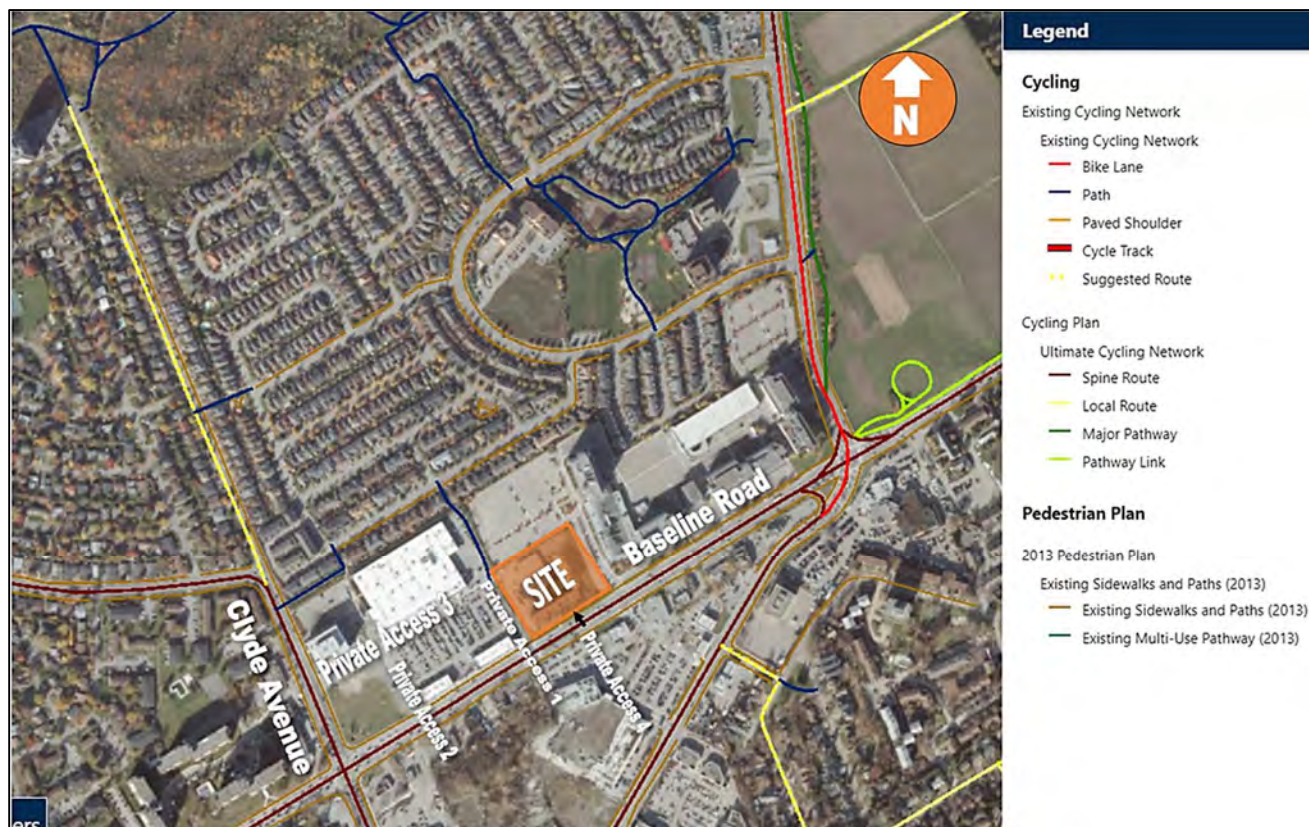 N
Clyde Avenue
Private Access 3
Private Access 2
Private Access 1
SITE
Private Access 4
Baseline Road
ers
Legend
Cycling
Existing Cycling Network
Existing Cycling Network
Bike Lane
Path
Paved Shoulder
Cycle Track
Suggested Route
Cycling Plan
Ultimate Cycling Network
Spine Route
Local Route
Major Pathway
Pathway Link
Pedestrian Plan
2013 Pedestrian Plan
Existing Sidewalks and Paths (2013)
Existing Sidewalks and Paths (2013)
Existing Multi-Use Pathway (2013)